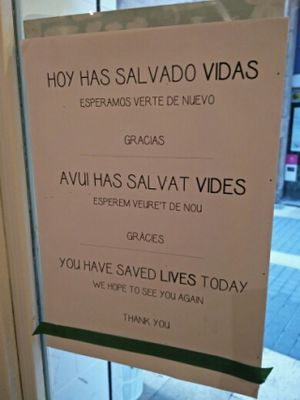 HOY HAS SALVADO VIDAS
ESPERAMOS VERTE DE NUEVO
GRACIAS
AVUI HAS SALVAT VIDES
ESPEREM VEURE'T DE NOU
GRÀCIES
YOU HAVE SAVED LIVES TODAY
WE HOPE TO SEE YOU AGAIN
THANK YOU